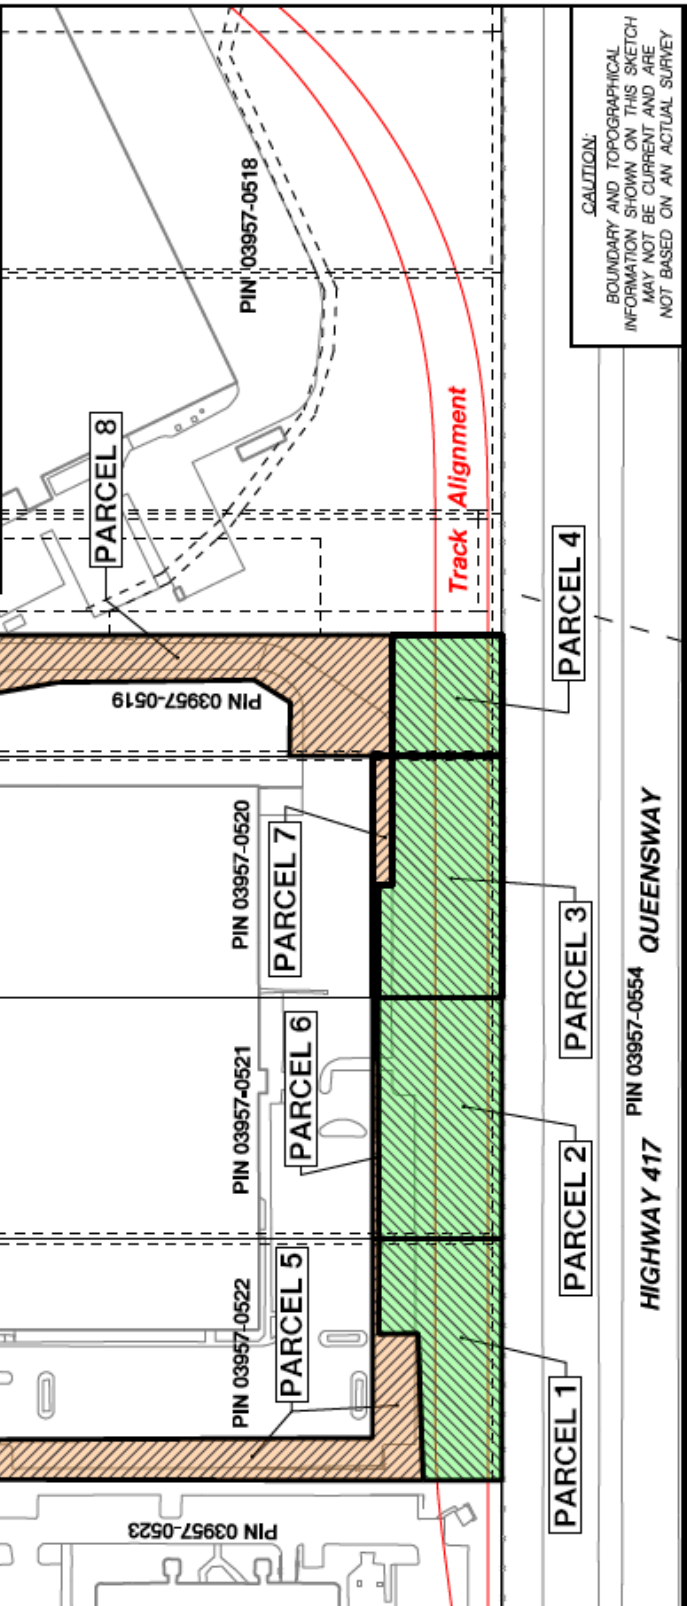 CAUTION:
BOUNDARY AND TOPOGRAPHICAL
INFORMATION SHOWN ON THIS SKETCH
MAY NOT BE CURRENT AND ARE
NOT BASED ON AN ACTUAL SURVEY
PIN 03957-0518
PARCEL 8
Track Alignment
PARCEL 4
PIN 03957-0519
PIN 03957-0520
PARCEL 7
PARCEL 3
PIN 03957-0521
PARCEL 6
PARCEL 2
PIN 03957-0522
PARCEL 5
PARCEL 1
PIN 03957-0523
HIGHWAY 417
PIN 03957-0554
QUEENSWAY